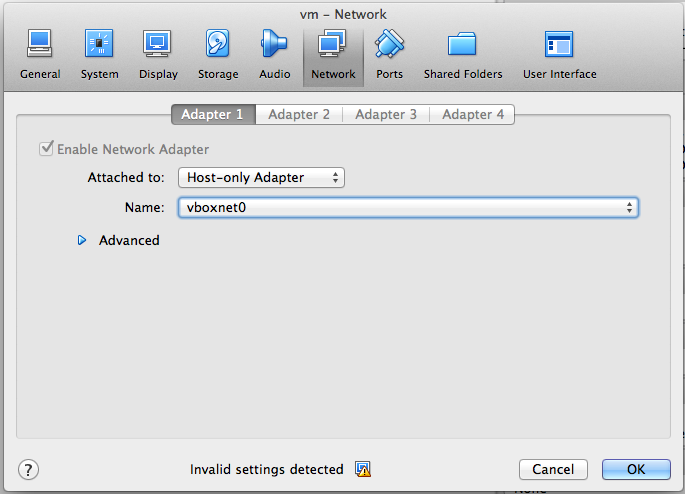 vm – Network
General System Display Storage Audio Network Ports Shared Folders User Interface
Adapter 1 Adapter 2 Adapter 3 Adapter 4
Enable Network Adapter
Attached to: Host-only Adapter
Name: vboxnet0
Advanced
? Invalid settings detected Cancel OK
None